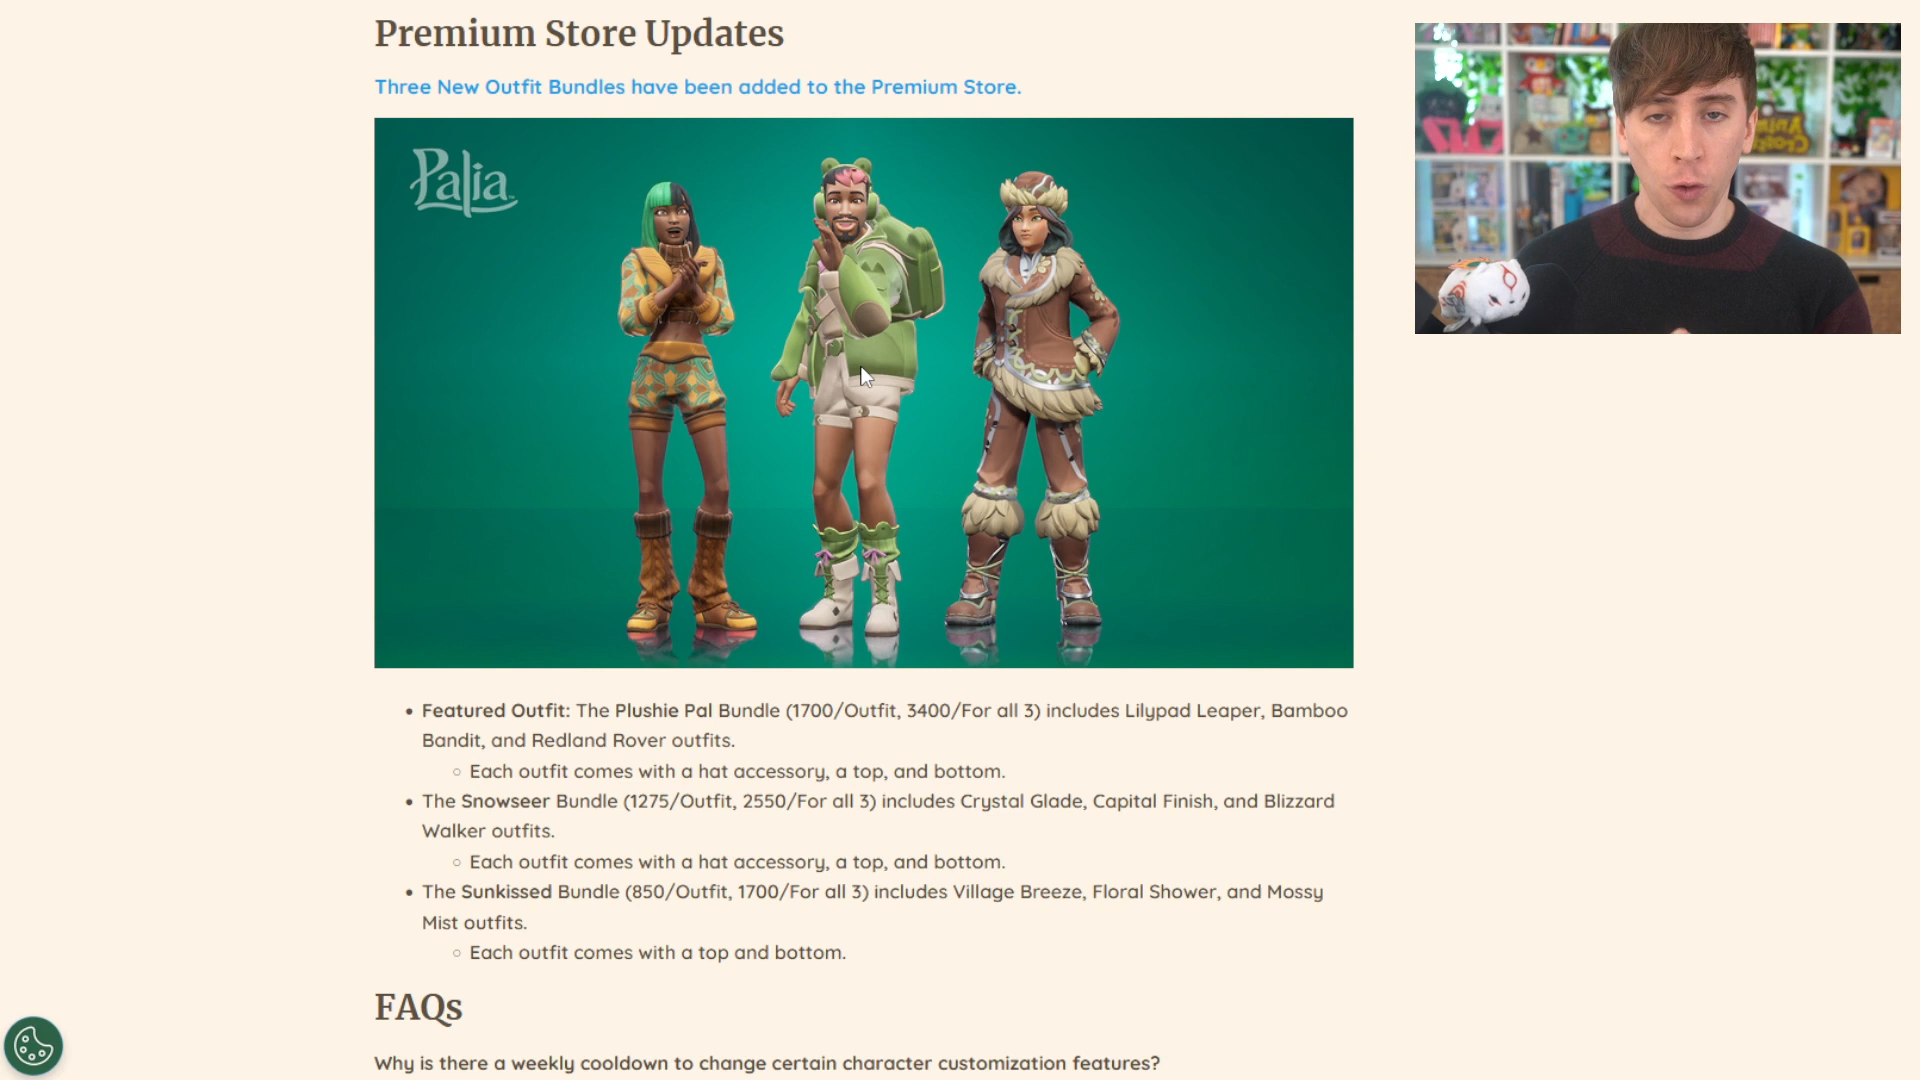 Premium Store Updates
Three New Outfit Bundles have been added to the Premium Store.
Palia
Featured Outfit: The Plushie Pal Bundle (1700/Outfit, 3400/For all 3) includes Lilypad Leaper, Bamboo
Bandit, and Redland Rover outfits.
Each outfit comes with a hat accessory, a top, and bottom.
The Snowseer Bundle (1275/Outfit, 2550/For all 3) includes Crystal Glade, Capital Finish, and Blizzard
Walker outfits.
Each outfit comes with a hat accessory, a top, and bottom.
The Sunkissed Bundle (850/Outfit, 1700/For all 3) includes Village Breeze, Floral Shower, and Mossy
Mist outfits.
Each outfit comes with a top and bottom.
FAQs
Why is there a weekly cooldown to change certain character customization features?